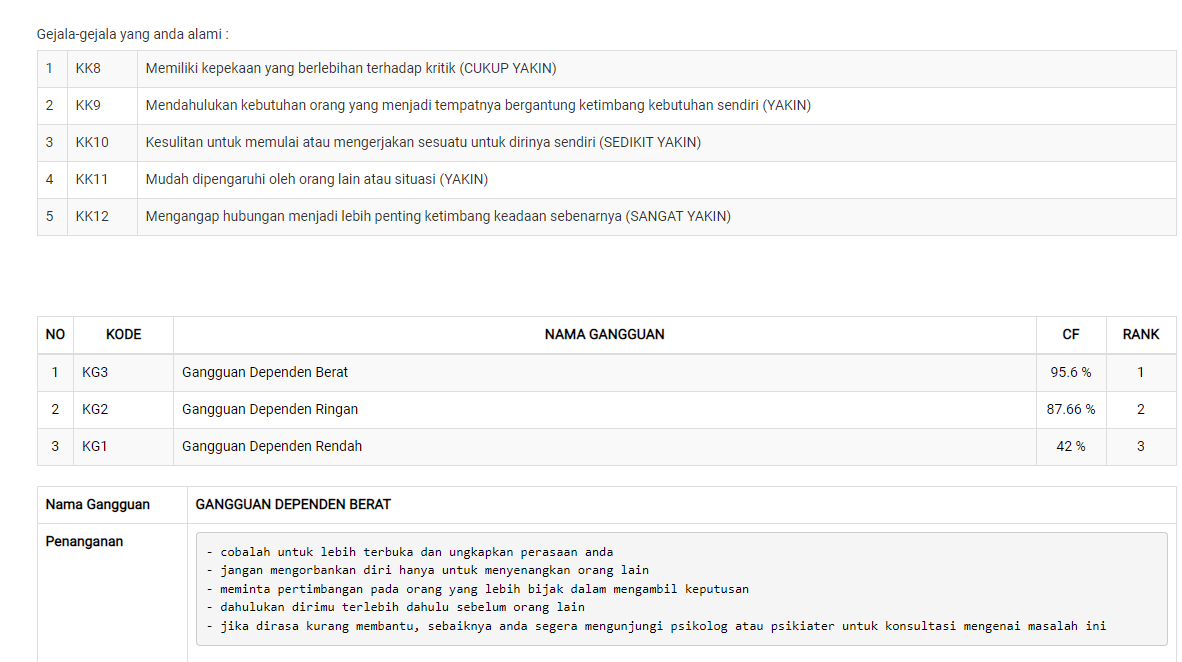 Gejala-gejala yang anda alami :
1 KK8 Memiliki kepekaan yang berlebihan terhadap kritik (CUKUP YAKIN)
2 KK9 Mendahulukan kebutuhan orang yang menjadi tempatnya bergantung ketimbang kebutuhan sendiri (YAKIN)
3 KK10 Kesulitan untuk memulai atau mengerjakan sesuatu untuk dirinya sendiri (SEDIKIT YAKIN)
4 KK11 Mudah dipengaruhi oleh orang lain atau situasi (YAKIN)
5 KK12 Mengangap hubungan menjadi lebih penting ketimbang keadaan sebenarnya (SANGAT YAKIN)
NO KODE NAMA GANGGUAN CF RANK
1 KG3 Gangguan Dependen Berat 95.6 % 1
2 KG2 Gangguan Dependen Ringan 87.66 % 2
3 KG1 Gangguan Dependen Rendah 42 % 3
Nama Gangguan GANGGUAN DEPENDEN BERAT
Penanganan
- cobalah untuk lebih terbuka dan ungkapkan perasaan anda
- jangan mengorbankan diri hanya untuk menyenangkan orang lain
- meminta pertimbangan pada orang yang lebih bijak dalam mengambil keputusan
- dahulukan dirimu terlebih dahulu sebelum orang lain
- jika dirasa kurang membantu, sebaiknya anda segera mengunjungi psikolog atau psikiater untuk konsultasi mengenai masalah ini